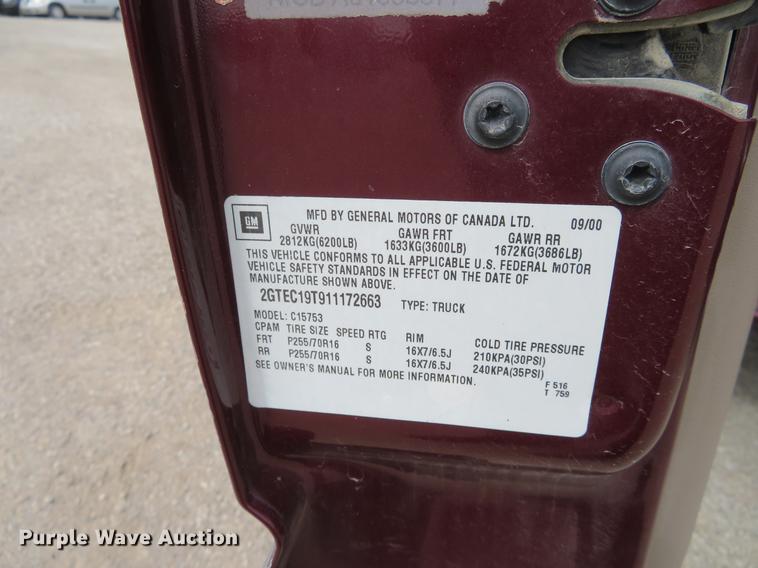 GM
MFD BY GENERAL MOTORS OF CANADA LTD. 09/00
GVWR GAWR FRT GAWR RR
2812KG(6200LB) 1633KG(3600LB) 1672KG(3686LB)
THIS VEHICLE CONFORMS TO ALL APPLICABLE U.S. FEDERAL MOTOR
VEHICLE SAFETY STANDARDS IN EFFECT ON THE DATE OF
MANUFACTURE SHOWN ABOVE.
2GTEC19T911172663 TYPE: TRUCK
MODEL: C15753
CPAM TIRE SIZE SPEED RTG RIM COLD TIRE PRESSURE
FRT P255/70R16 S 16X7/6.5J 210KPA(30PSI)
RR P255/70R16 S 16X7/6.5J 240KPA(35PSI)
SEE OWNER'S MANUAL FOR MORE INFORMATION.
F 516
T 759
Purple Wave Auction